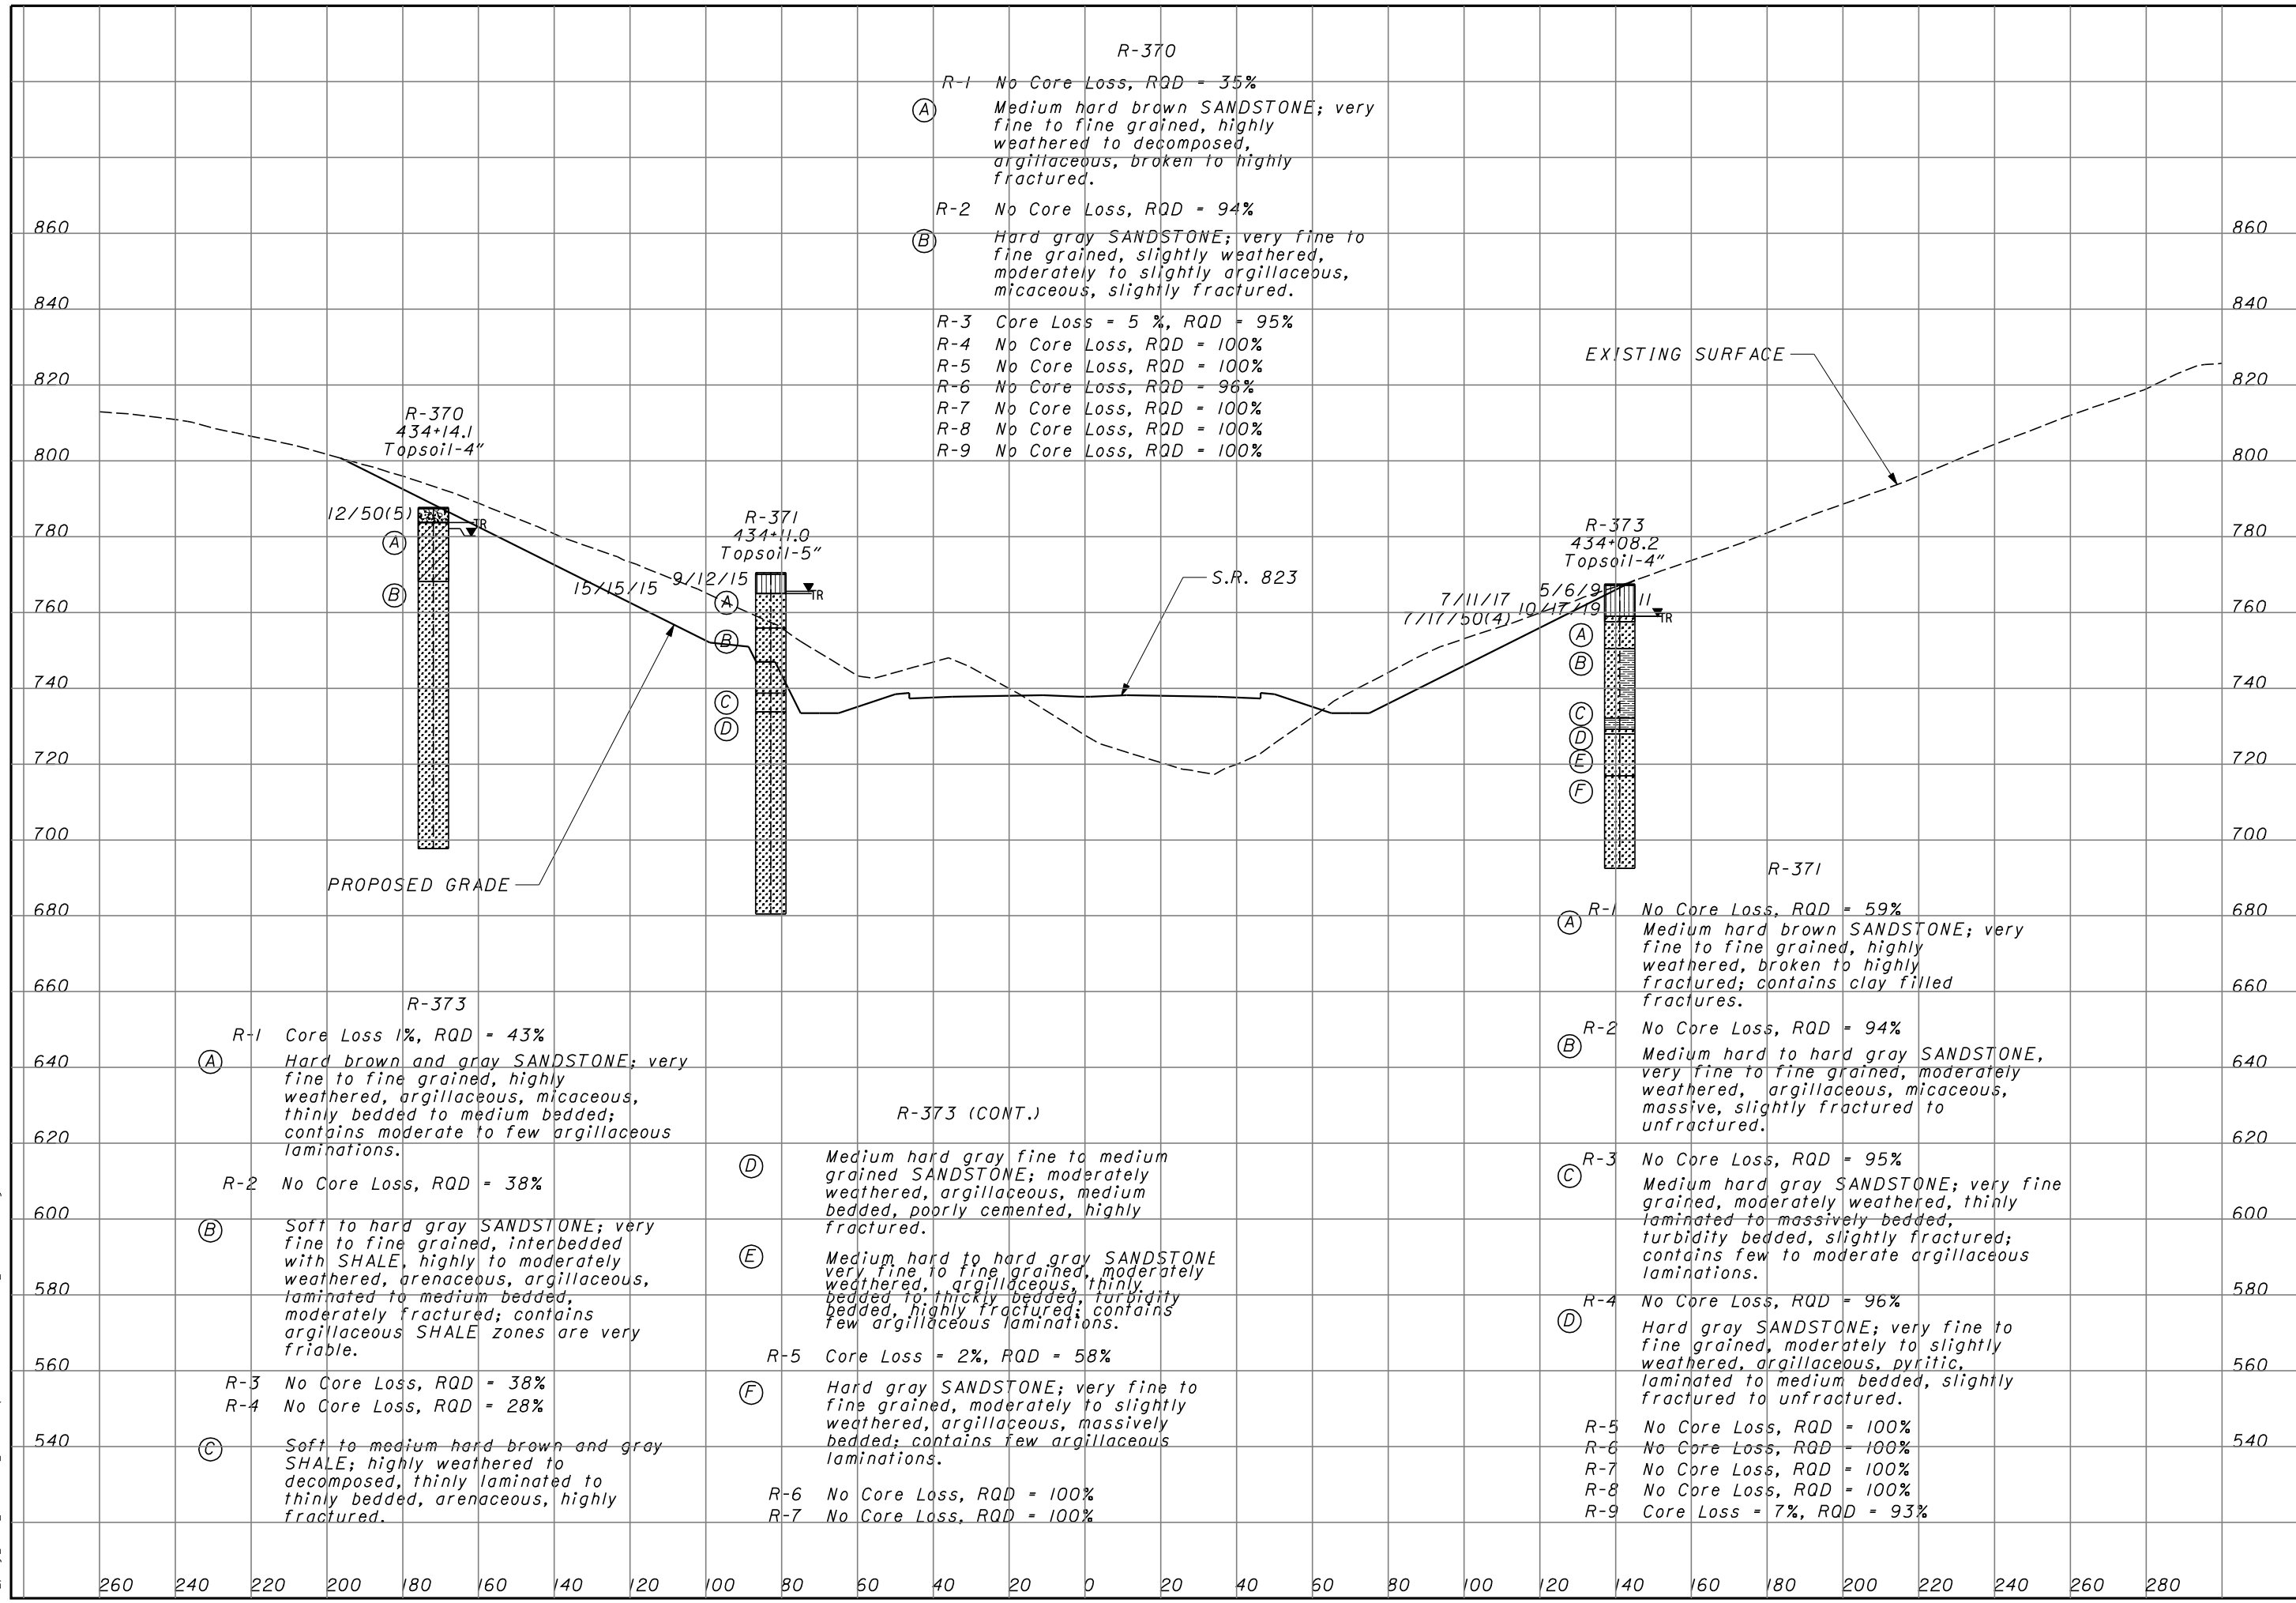 R-370
R-1 No Core Loss, RQD = 35%
A
Medium hard brown SANDSTONE; very
fine to fine grained, highly
weathered to decomposed,
argillaceous, broken to highly
fractured.
R-2 No Core Loss, RQD = 94%
B
Hard gray SANDSTONE; very fine to
fine grained, slightly weathered,
moderately to slightly argillaceous,
micaceous, slightly fractured.
R-3 Core Loss = 5 %, RQD = 95%
R-4 No Core Loss, RQD = 100%
R-5 No Core Loss, RQD = 100%
R-6 No Core Loss, RQD = 96%
R-7 No Core Loss, RQD = 100%
R-8 No Core Loss, RQD = 100%
R-9 No Core Loss, RQD = 100%
860 860
840 840
820 820
800 800
780 780
760 760
740 740
720 720
700 700
680 680
660 660
640 640
620 620
600 600
580 580
560 560
540 540
EXISTING SURFACE
R-370
434+14.1
Topsoil-4"
12/50(5)
TR
A
B
15/15/15
R-371
434+11.0
Topsoil-5"
9/12/15
TR
A
B
C
D
S.R. 823
R-373
434+08.2
Topsoil-4"
5/6/9
7/11/17
10/17/19
7/17/50(4)
11
TR
A
B
C
D
E
F
PROPOSED GRADE
R-373
R-1 Core Loss 1%, RQD = 43%
A
Hard brown and gray SANDSTONE; very
fine to fine grained, highly
weathered, argillaceous, micaceous,
thinly bedded to medium bedded;
contains moderate to few argillaceous
laminations.
R-2 No Core Loss, RQD = 38%
B
Soft to hard gray SANDSTONE; very
fine to fine grained, interbedded
with SHALE, highly to moderately
weathered, arenaceous, argillaceous,
laminated to medium bedded,
moderately fractured; contains
argillaceous SHALE zones are very
friable.
R-3 No Core Loss, RQD = 38%
R-4 No Core Loss, RQD = 28%
C
Soft to medium hard brown and gray
SHALE; highly weathered to
decomposed, thinly laminated to
thinly bedded, arenaceous, highly
fractured.
R-373 (CONT.)
D
Medium hard gray fine to medium
grained SANDSTONE; moderately
weathered, argillaceous, medium
bedded, poorly cemented, highly
fractured.
E
Medium hard to hard gray SANDSTONE
very fine to fine grained, moderately
weathered, argillaceous, thinly
bedded to thickly bedded, turbidity
bedded, highly fractured; contains
few argillaceous laminations.
R-5 Core Loss = 2%, RQD = 58%
F
Hard gray SANDSTONE; very fine to
fine grained, moderately to slightly
weathered, argillaceous, massively
bedded; contains few argillaceous
laminations.
R-6 No Core Loss, RQD = 100%
R-7 No Core Loss, RQD = 100%
R-371
R-1 No Core Loss, RQD = 59%
A
Medium hard brown SANDSTONE; very
fine to fine grained, highly
weathered, broken to highly
fractured; contains clay filled
fractures.
R-2 No Core Loss, RQD = 94%
B
Medium hard to hard gray SANDSTONE,
very fine to fine grained, moderately
weathered, argillaceous, micaceous,
massive, slightly fractured to
unfractured.
R-3 No Core Loss, RQD = 95%
C
Medium hard gray SANDSTONE; very fine
grained, moderately weathered, thinly
laminated to massively bedded,
turbidity bedded, slightly fractured;
contains few to moderate argillaceous
laminations.
R-4 No Core Loss, RQD = 96%
D
Hard gray SANDSTONE; very fine to
fine grained, moderately to slightly
weathered, argillaceous, pyritic,
laminated to medium bedded, slightly
fractured to unfractured.
R-5 No Core Loss, RQD = 100%
R-6 No Core Loss, RQD = 100%
R-7 No Core Loss, RQD = 100%
R-8 No Core Loss, RQD = 100%
R-9 Core Loss = 7%, RQD = 93%
260 240 220 200 180 160 140 120 100 80 60 40 20 0 20 40 60 80 100 120 140 160 180 200 220 240 260 280